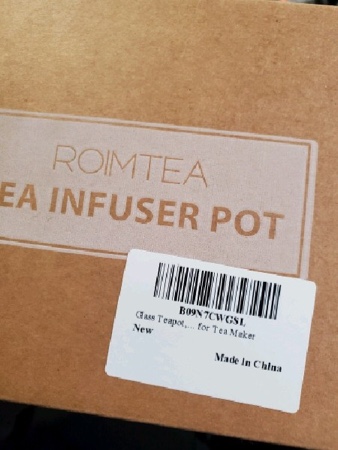 ROIMTEA
EA INFUSER POT
B09N7CWGSL
Glass Teapot,... for Tea Maker
New
Made in China